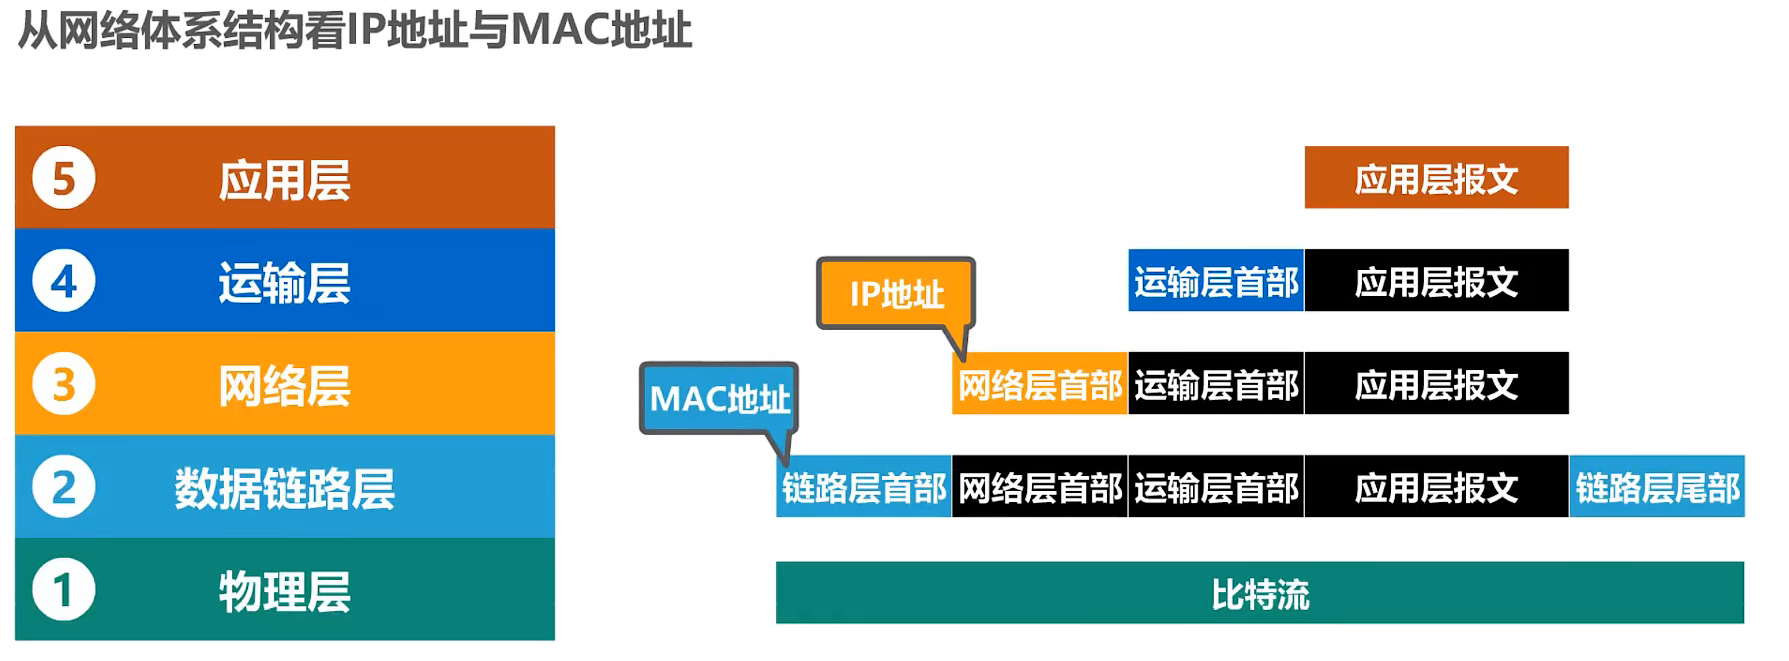 从网络体系结构看IP地址与MAC地址
5 应用层
应用层报文
4 运输层
运输层首部 应用层报文
IP地址
3 网络层
网络层首部 运输层首部 应用层报文
MAC地址
2 数据链路层
链路层首部 网络层首部 运输层首部 应用层报文 链路层尾部
1 物理层
比特流